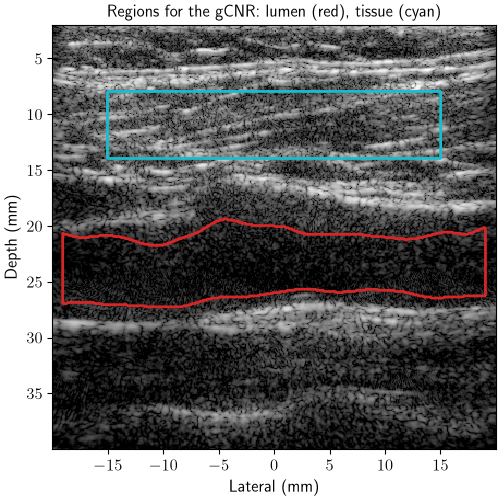 Regions for the gCNR: lumen (red), tissue (cyan)
5
10
15
20
25
30
35
Depth (mm)
−15 −10 −5 0 5 10 15
Lateral (mm)